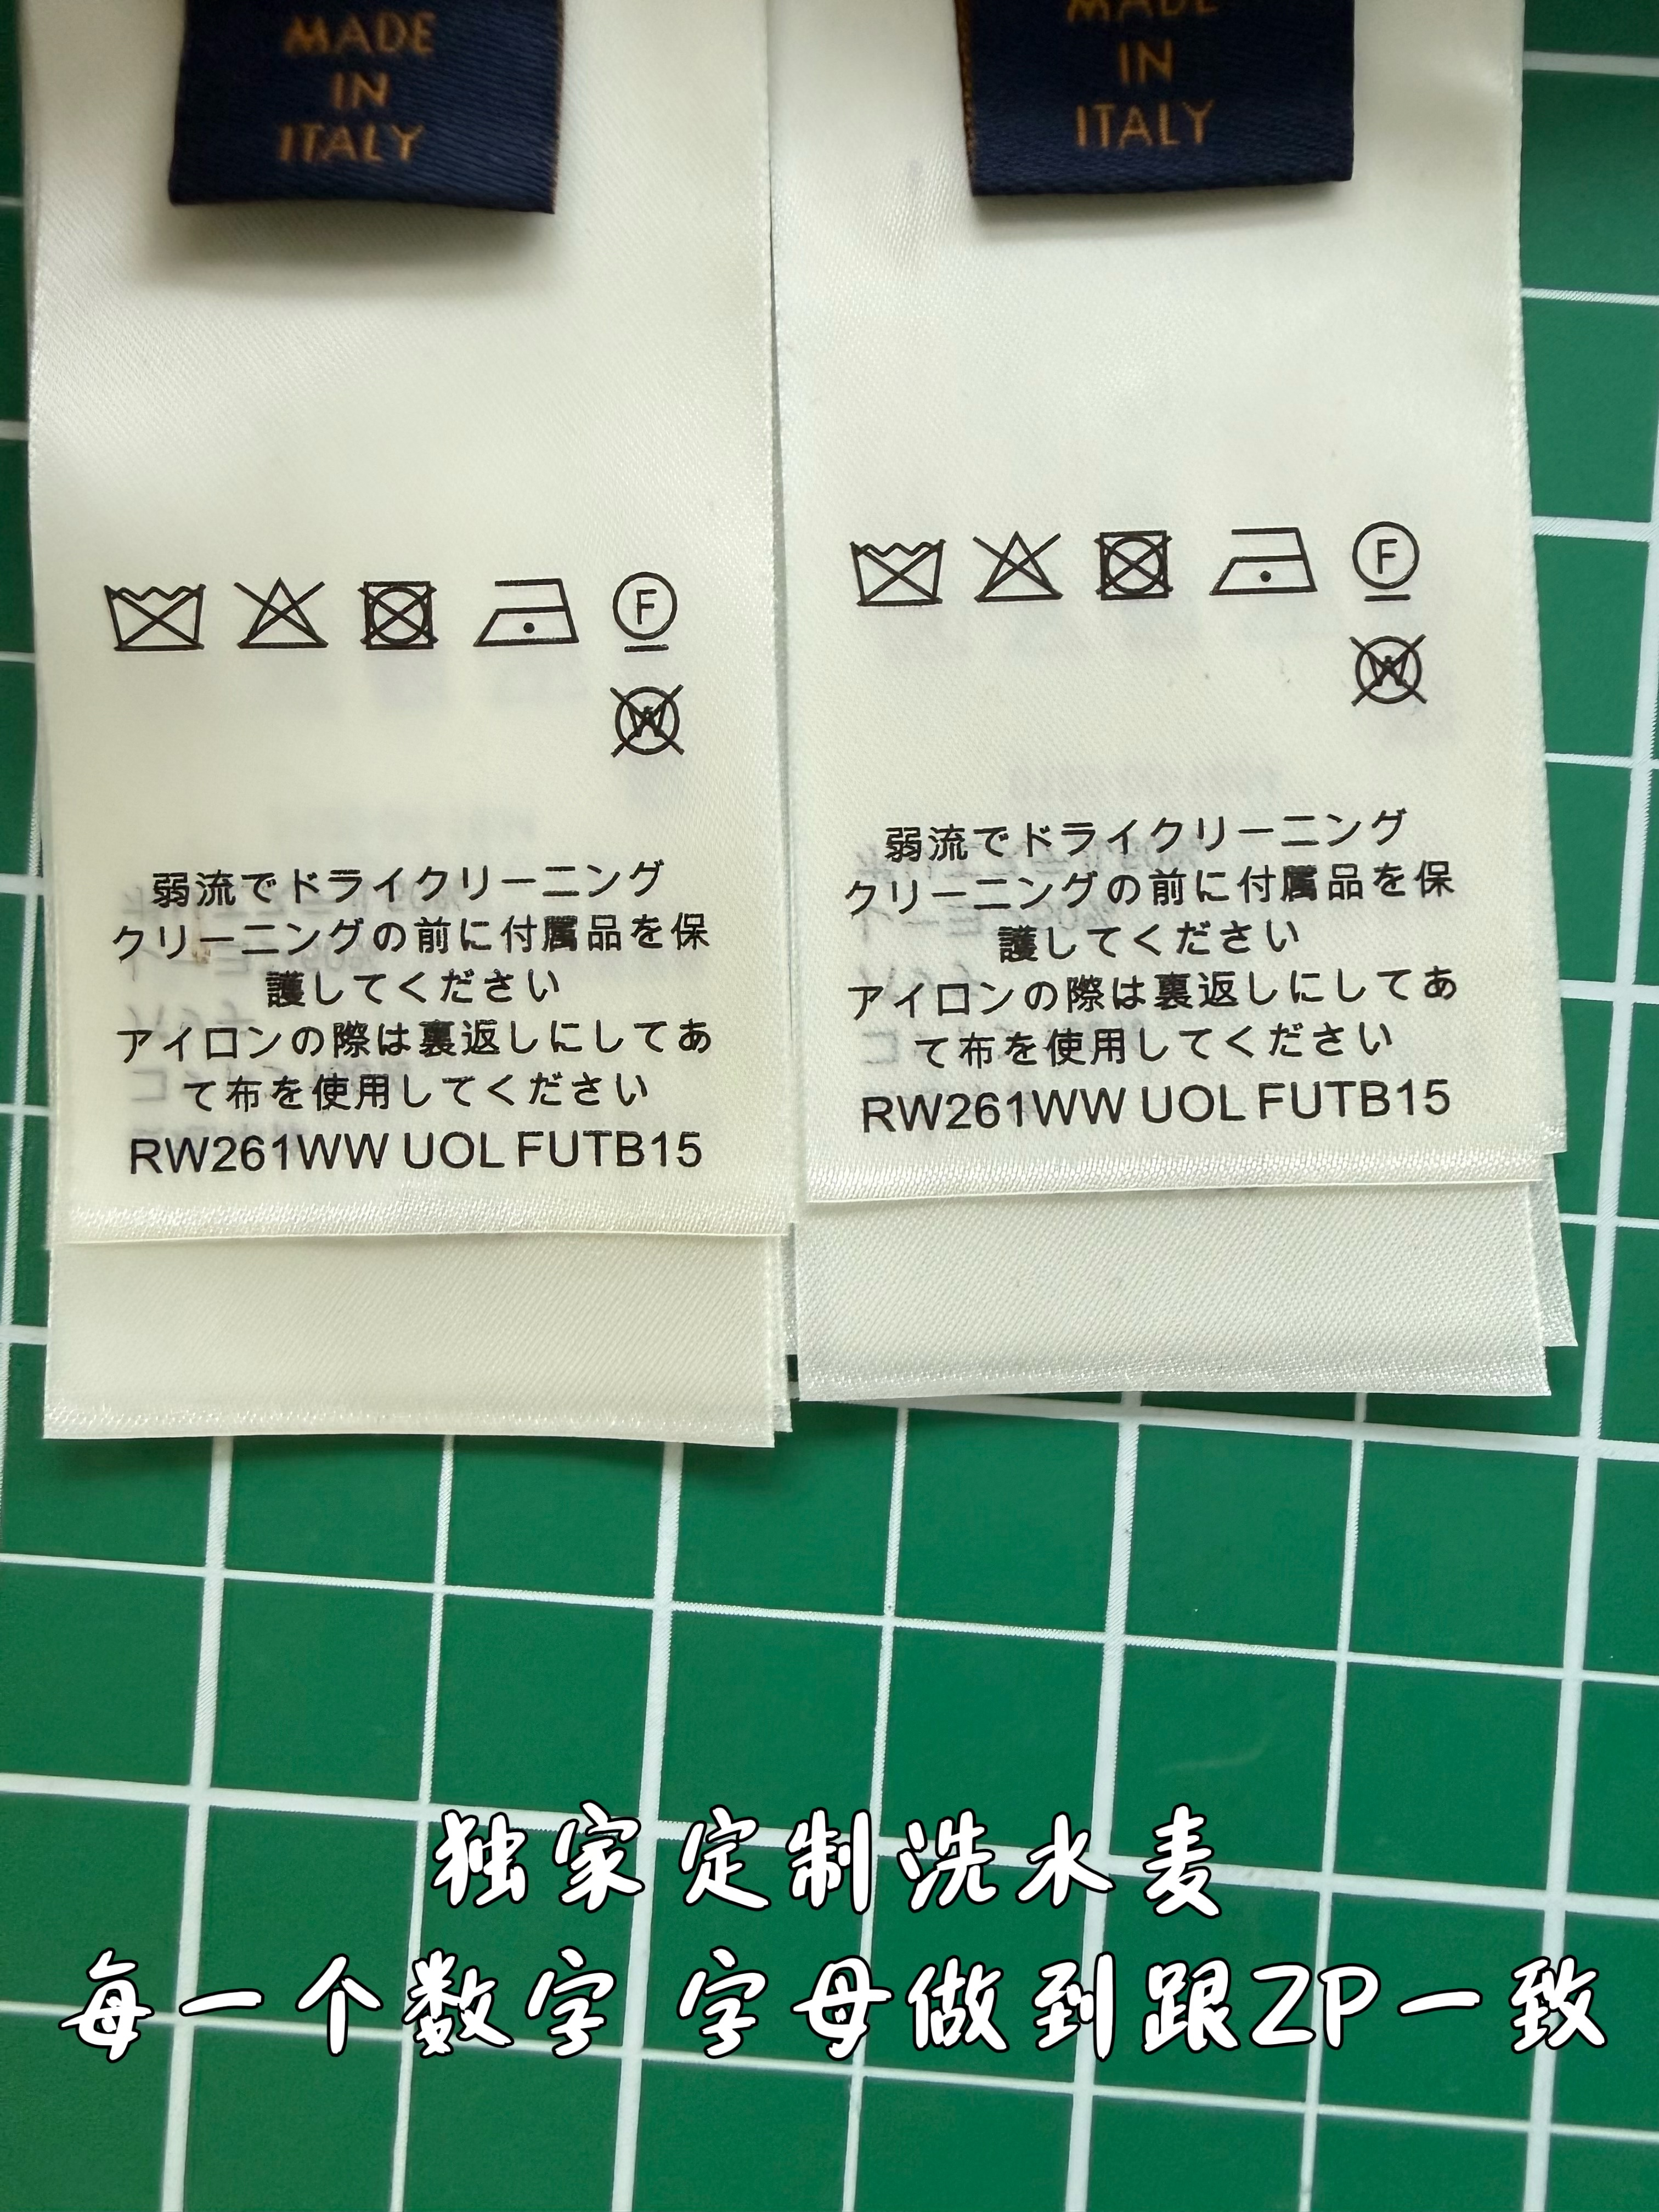 MADE
IN
ITALY
F
W
弱流でドライクリーニング
クリーニングの前に付属品を保
護してください
アイロンの際は裏返しにしてあ
て布を使用してください
RW261WW UOL FUTB15
MADE
IN
ITALY
F
W
弱流でドライクリーニング
クリーニングの前に付属品を保
護してください
アイロンの際は裏返しにしてあ
て布を使用してください
RW261WW UOL FUTB15
独家定制洗水麦
每一个数字 字母做到跟ZP一致